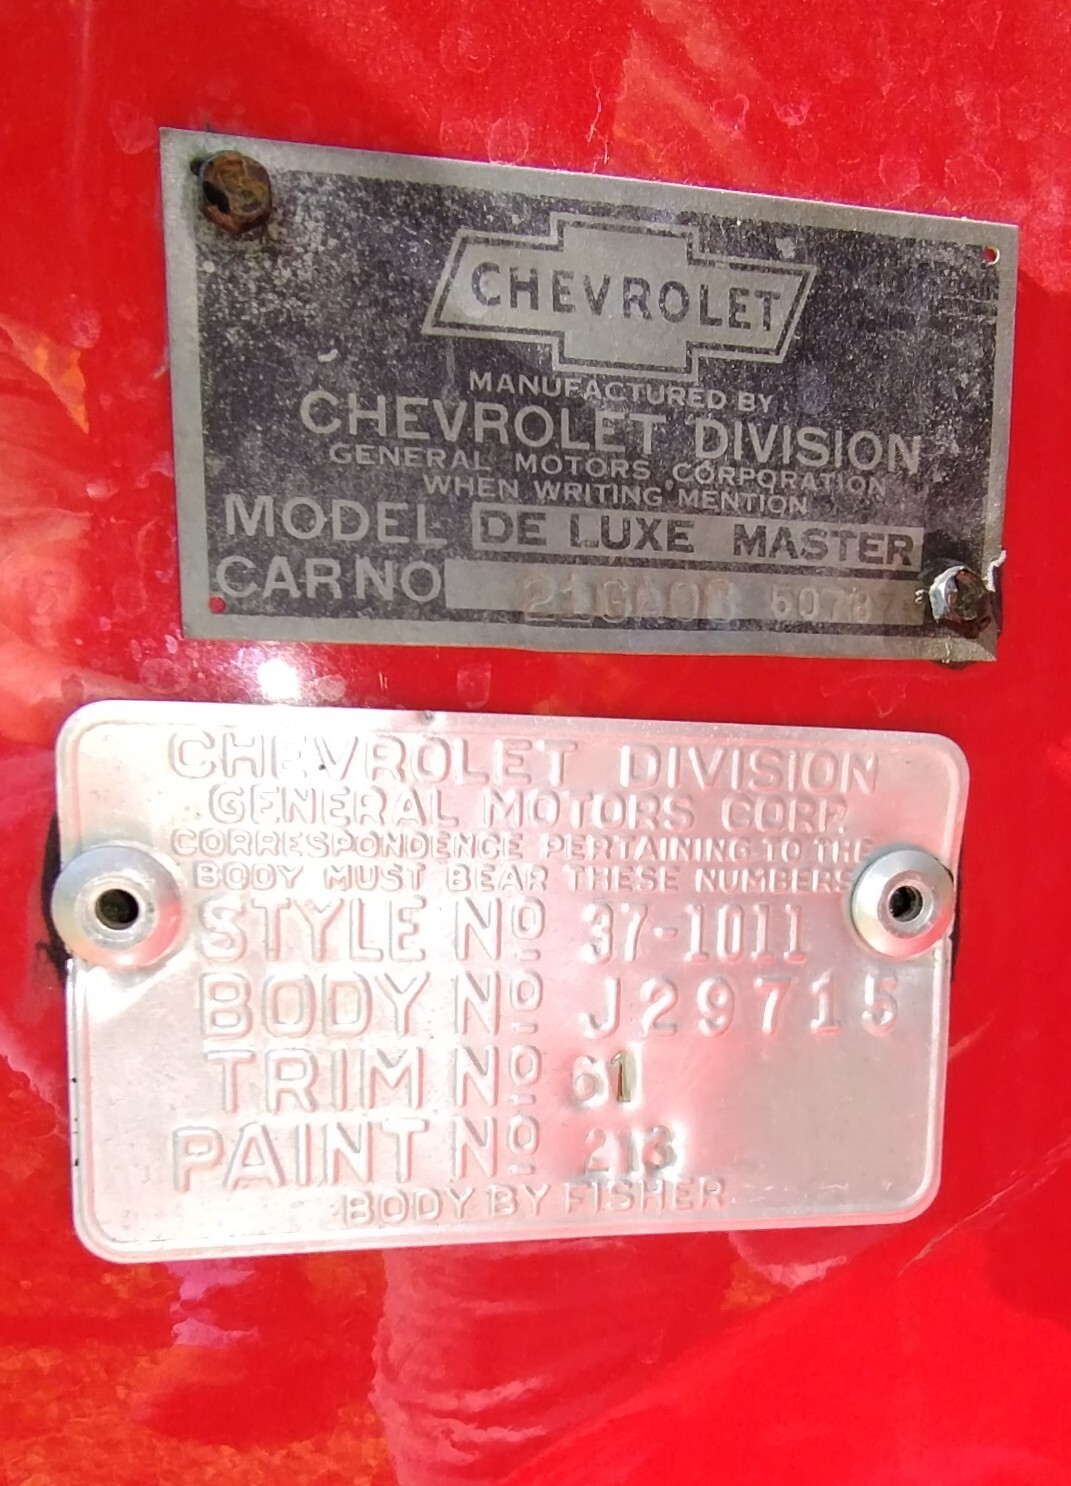 CHEVROLET
MANUFACTURED BY
CHEVROLET DIVISION
GENERAL MOTORS CORPORATION
WHEN WRITING MENTION
MODEL DE LUXE MASTER
CAR NO 21GA03
CHEVROLET DIVISION
GENERAL MOTORS CORP.
CORRESPONDENCE PERTAINING TO THE
BODY MUST BEAR THESE NUMBERS
STYLE Nº 37-1011
BODY Nº J29715
TRIM Nº 61
PAINT Nº 213
BODY BY FISHER